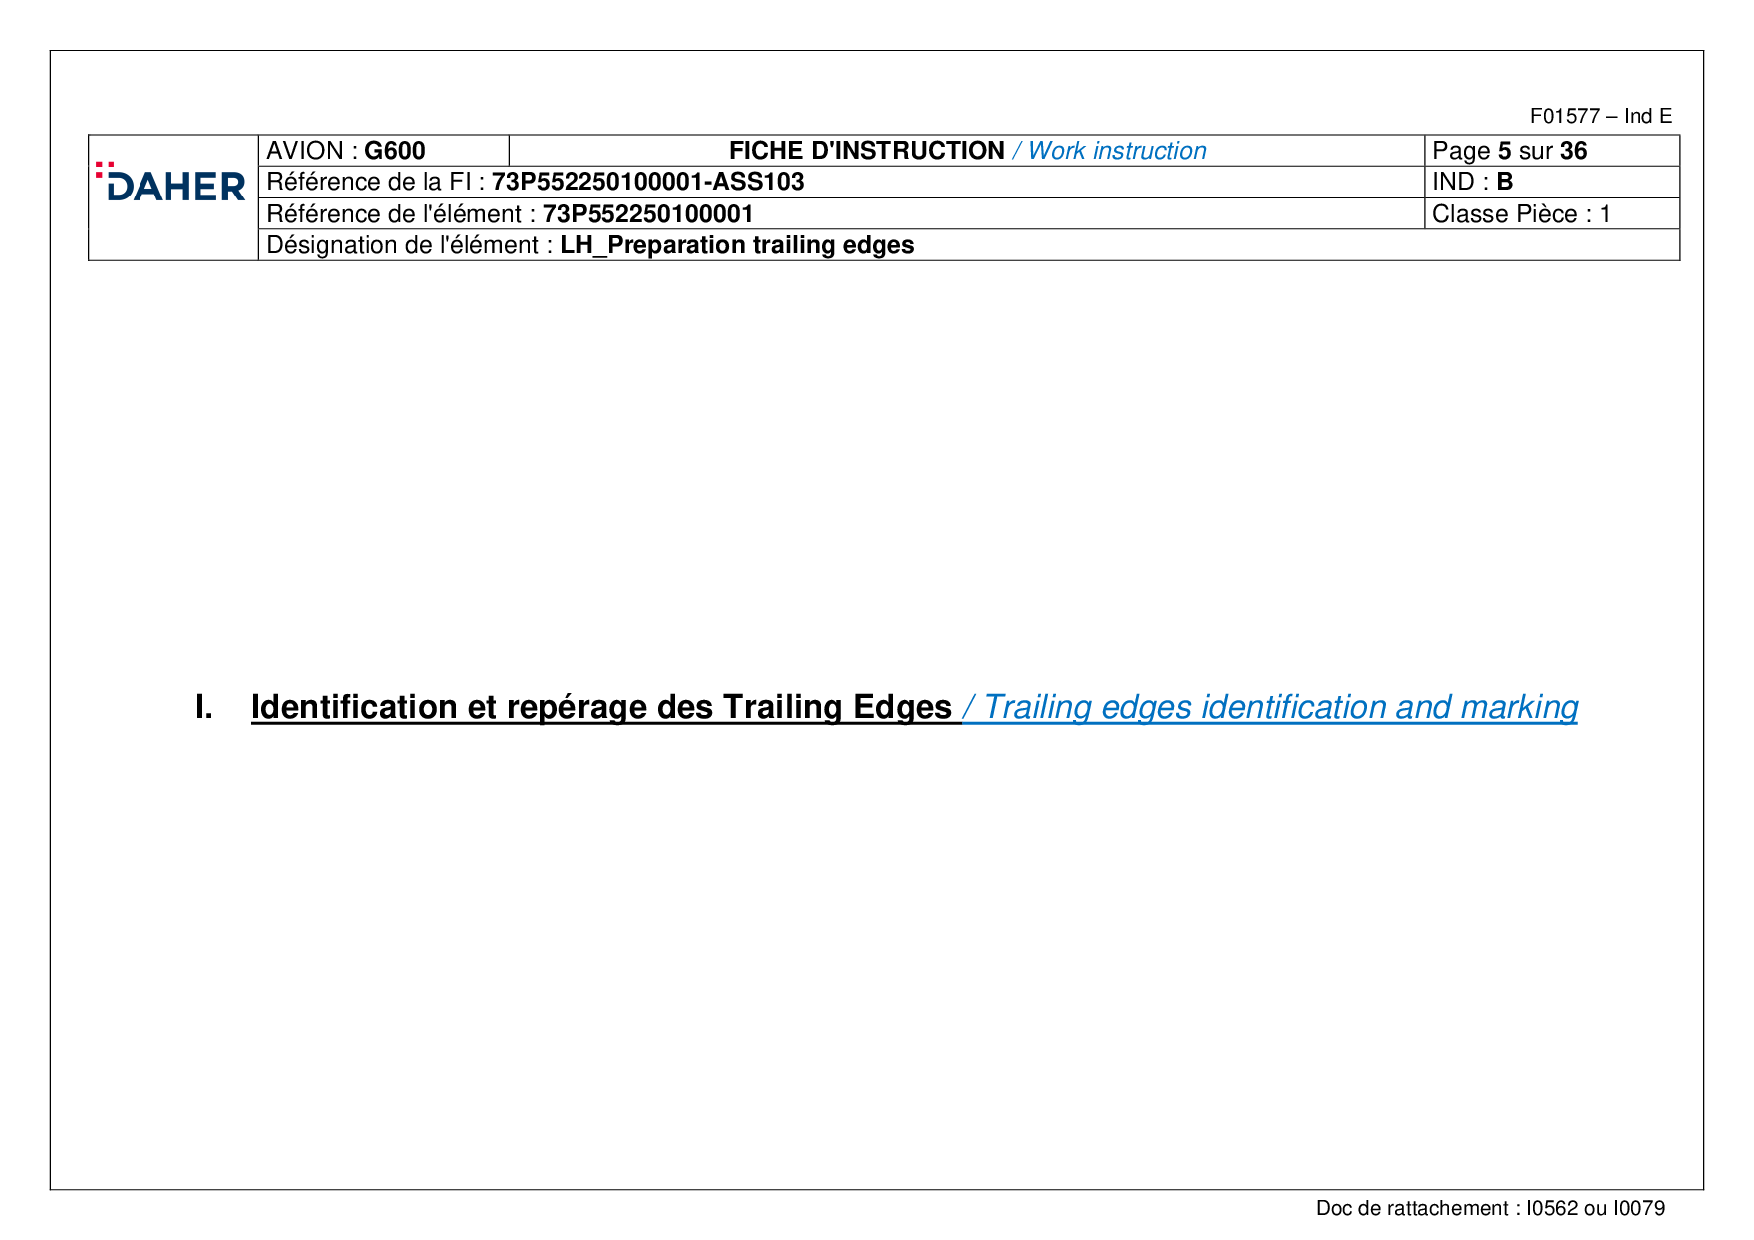 F01577 – Ind E
DAHER
AVION : G600
FICHE D'INSTRUCTION / Work instruction
Page 5 sur 36
Référence de la FI : 73P552250100001-ASS103
IND : B
Référence de l'élément : 73P552250100001
Classe Pièce : 1
Désignation de l'élément : LH_Preparation trailing edges
I. Identification et repérage des Trailing Edges / Trailing edges identification and marking
Doc de rattachement : I0562 ou I0079